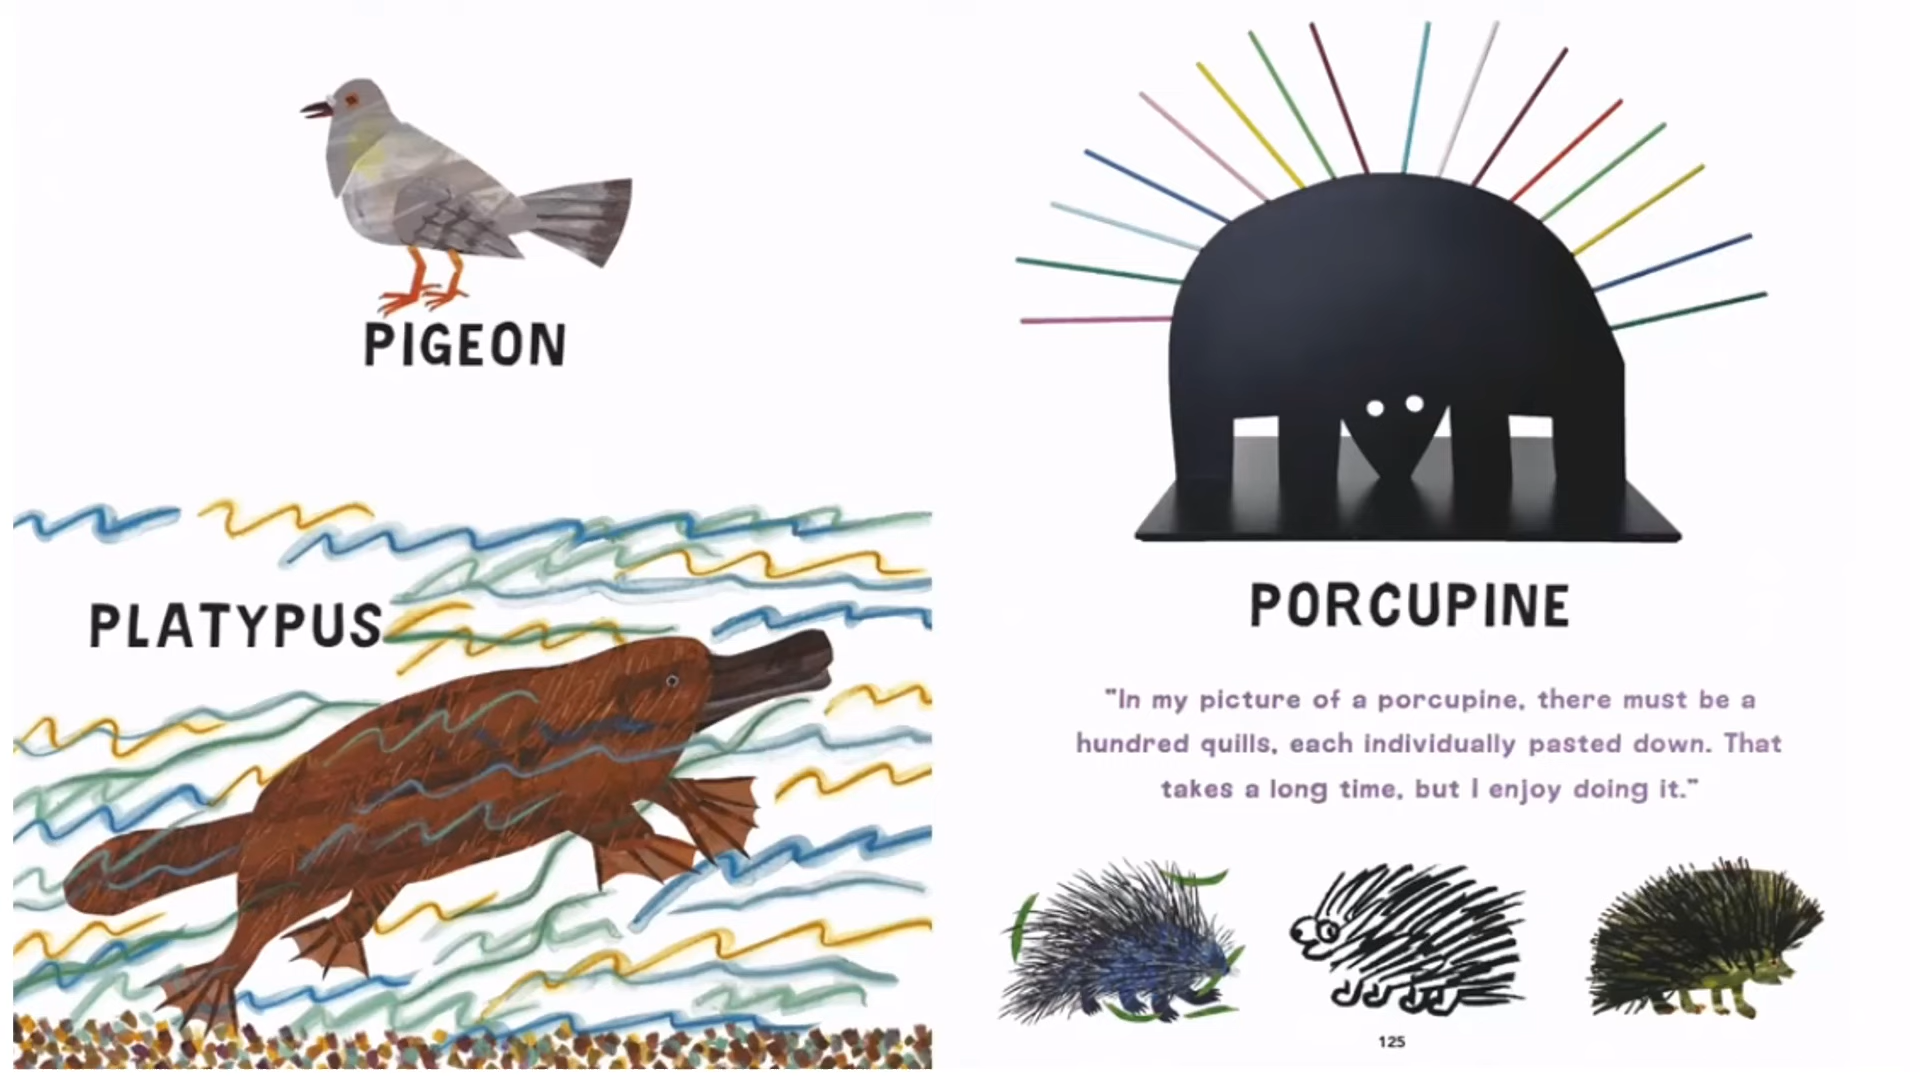 PIGEON
PLATYPUS
PORCUPINE
"In my picture of a porcupine, there must be a
hundred quills, each individually pasted down. That
takes a long time, but I enjoy doing it."
125